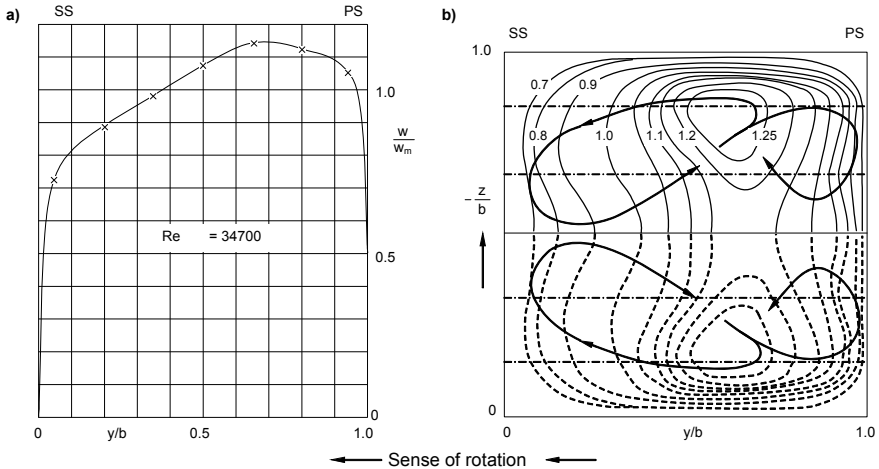 a)
SS
PS
1.0
w
w_m
Re = 34700
0.5
0
0
y/b
0.5
1.0
b)
SS
PS
1.0
0.7
0.9
0.8
1.0
1.1
1.2
1.25
– z
b
0
0
y/b
1.0
Sense of rotation